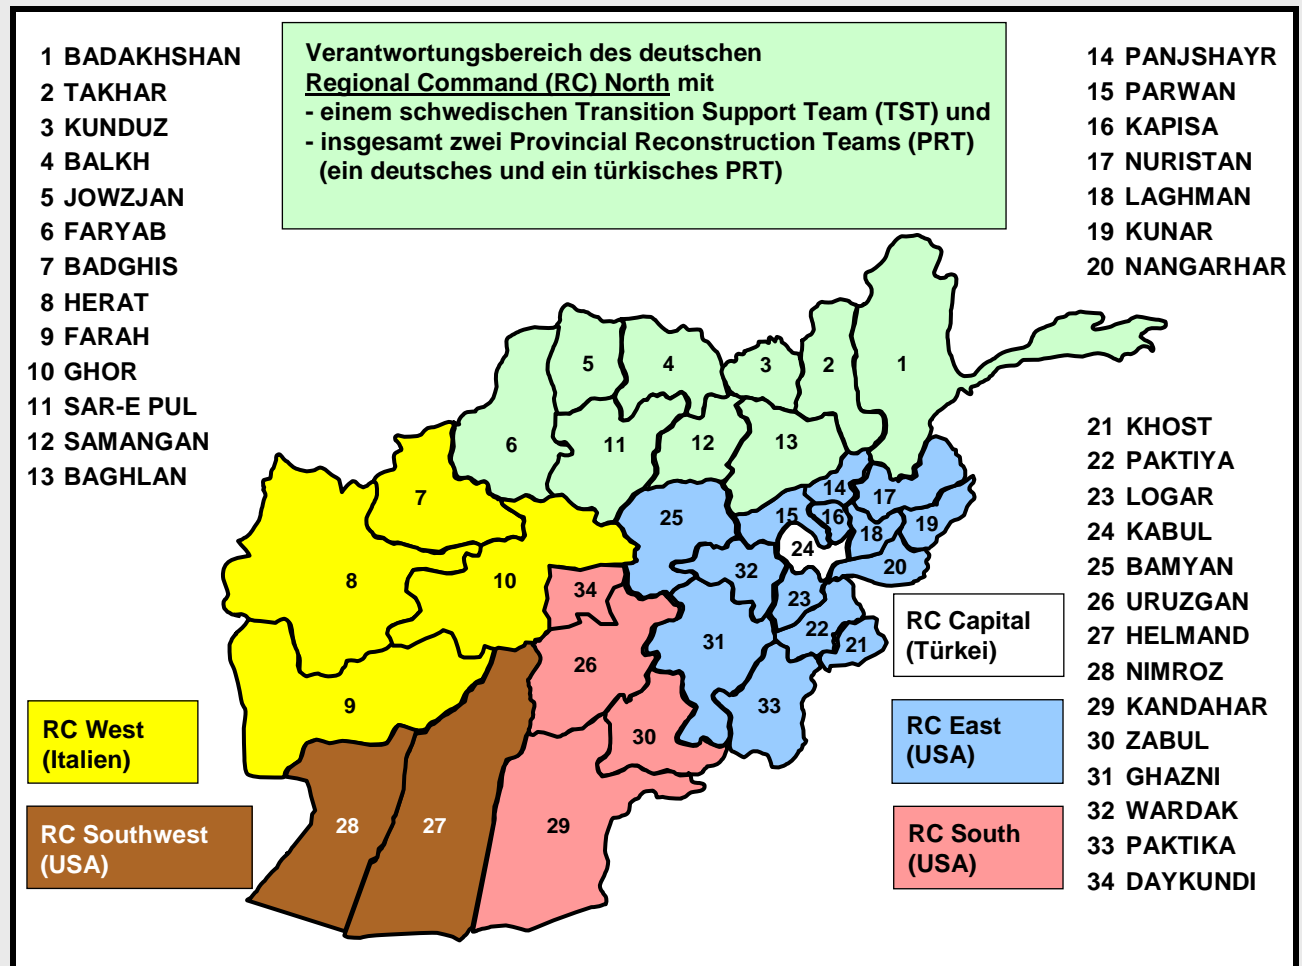 1 BADAKHSHAN
2 TAKHAR
3 KUNDUZ
4 BALKH
5 JOWZJAN
6 FARYAB
7 BADGHIS
8 HERAT
9 FARAH
10 GHOR
11 SAR-E PUL
12 SAMANGAN
13 BAGHLAN
Verantwortungsbereich des deutschen
Regional Command (RC) North mit
- einem schwedischen Transition Support Team (TST) und
- insgesamt zwei Provincial Reconstruction Teams (PRT)
(ein deutsches und ein türkisches PRT)
14 PANJSHAYR
15 PARWAN
16 KAPISA
17 NURISTAN
18 LAGHMAN
19 KUNAR
20 NANGARHAR
21 KHOST
22 PAKTIYA
23 LOGAR
24 KABUL
25 BAMYAN
26 URUZGAN
27 HELMAND
28 NIMROZ
29 KANDAHAR
30 ZABUL
31 GHAZNI
32 WARDAK
33 PAKTIKA
34 DAYKUNDI
5
4
3
2
1
6
11
12
13
7
14
17
25
15
16
19
18
24
8
10
34
32
20
23
26
31
22
21
9
30
33
28
27
29
RC Capital
(Türkei)
RC West
(Italien)
RC East
(USA)
RC Southwest
(USA)
RC South
(USA)